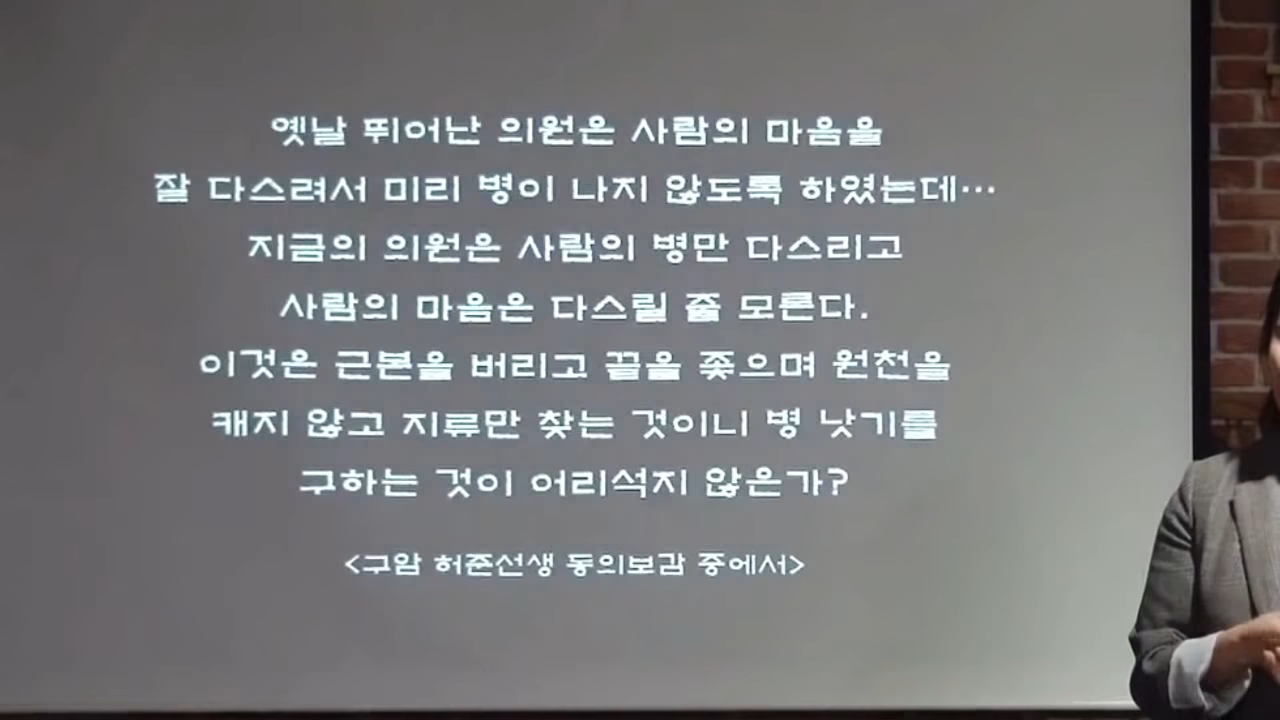 옛날 뛰어난 의원은 사람의 마음을
잘 다스려서 미리 병이 나지 않도록 하였는데…
지금의 의원은 사람의 병만 다스리고
사람의 마음은 다스릴 줄 모른다.
이것은 근본을 버리고 끝을 좇으며 원천을
캐지 않고 지류만 찾는 것이니 병 낫기를
구하는 것이 어리석지 않은가?
<구암 허준선생 동의보감 중에서>